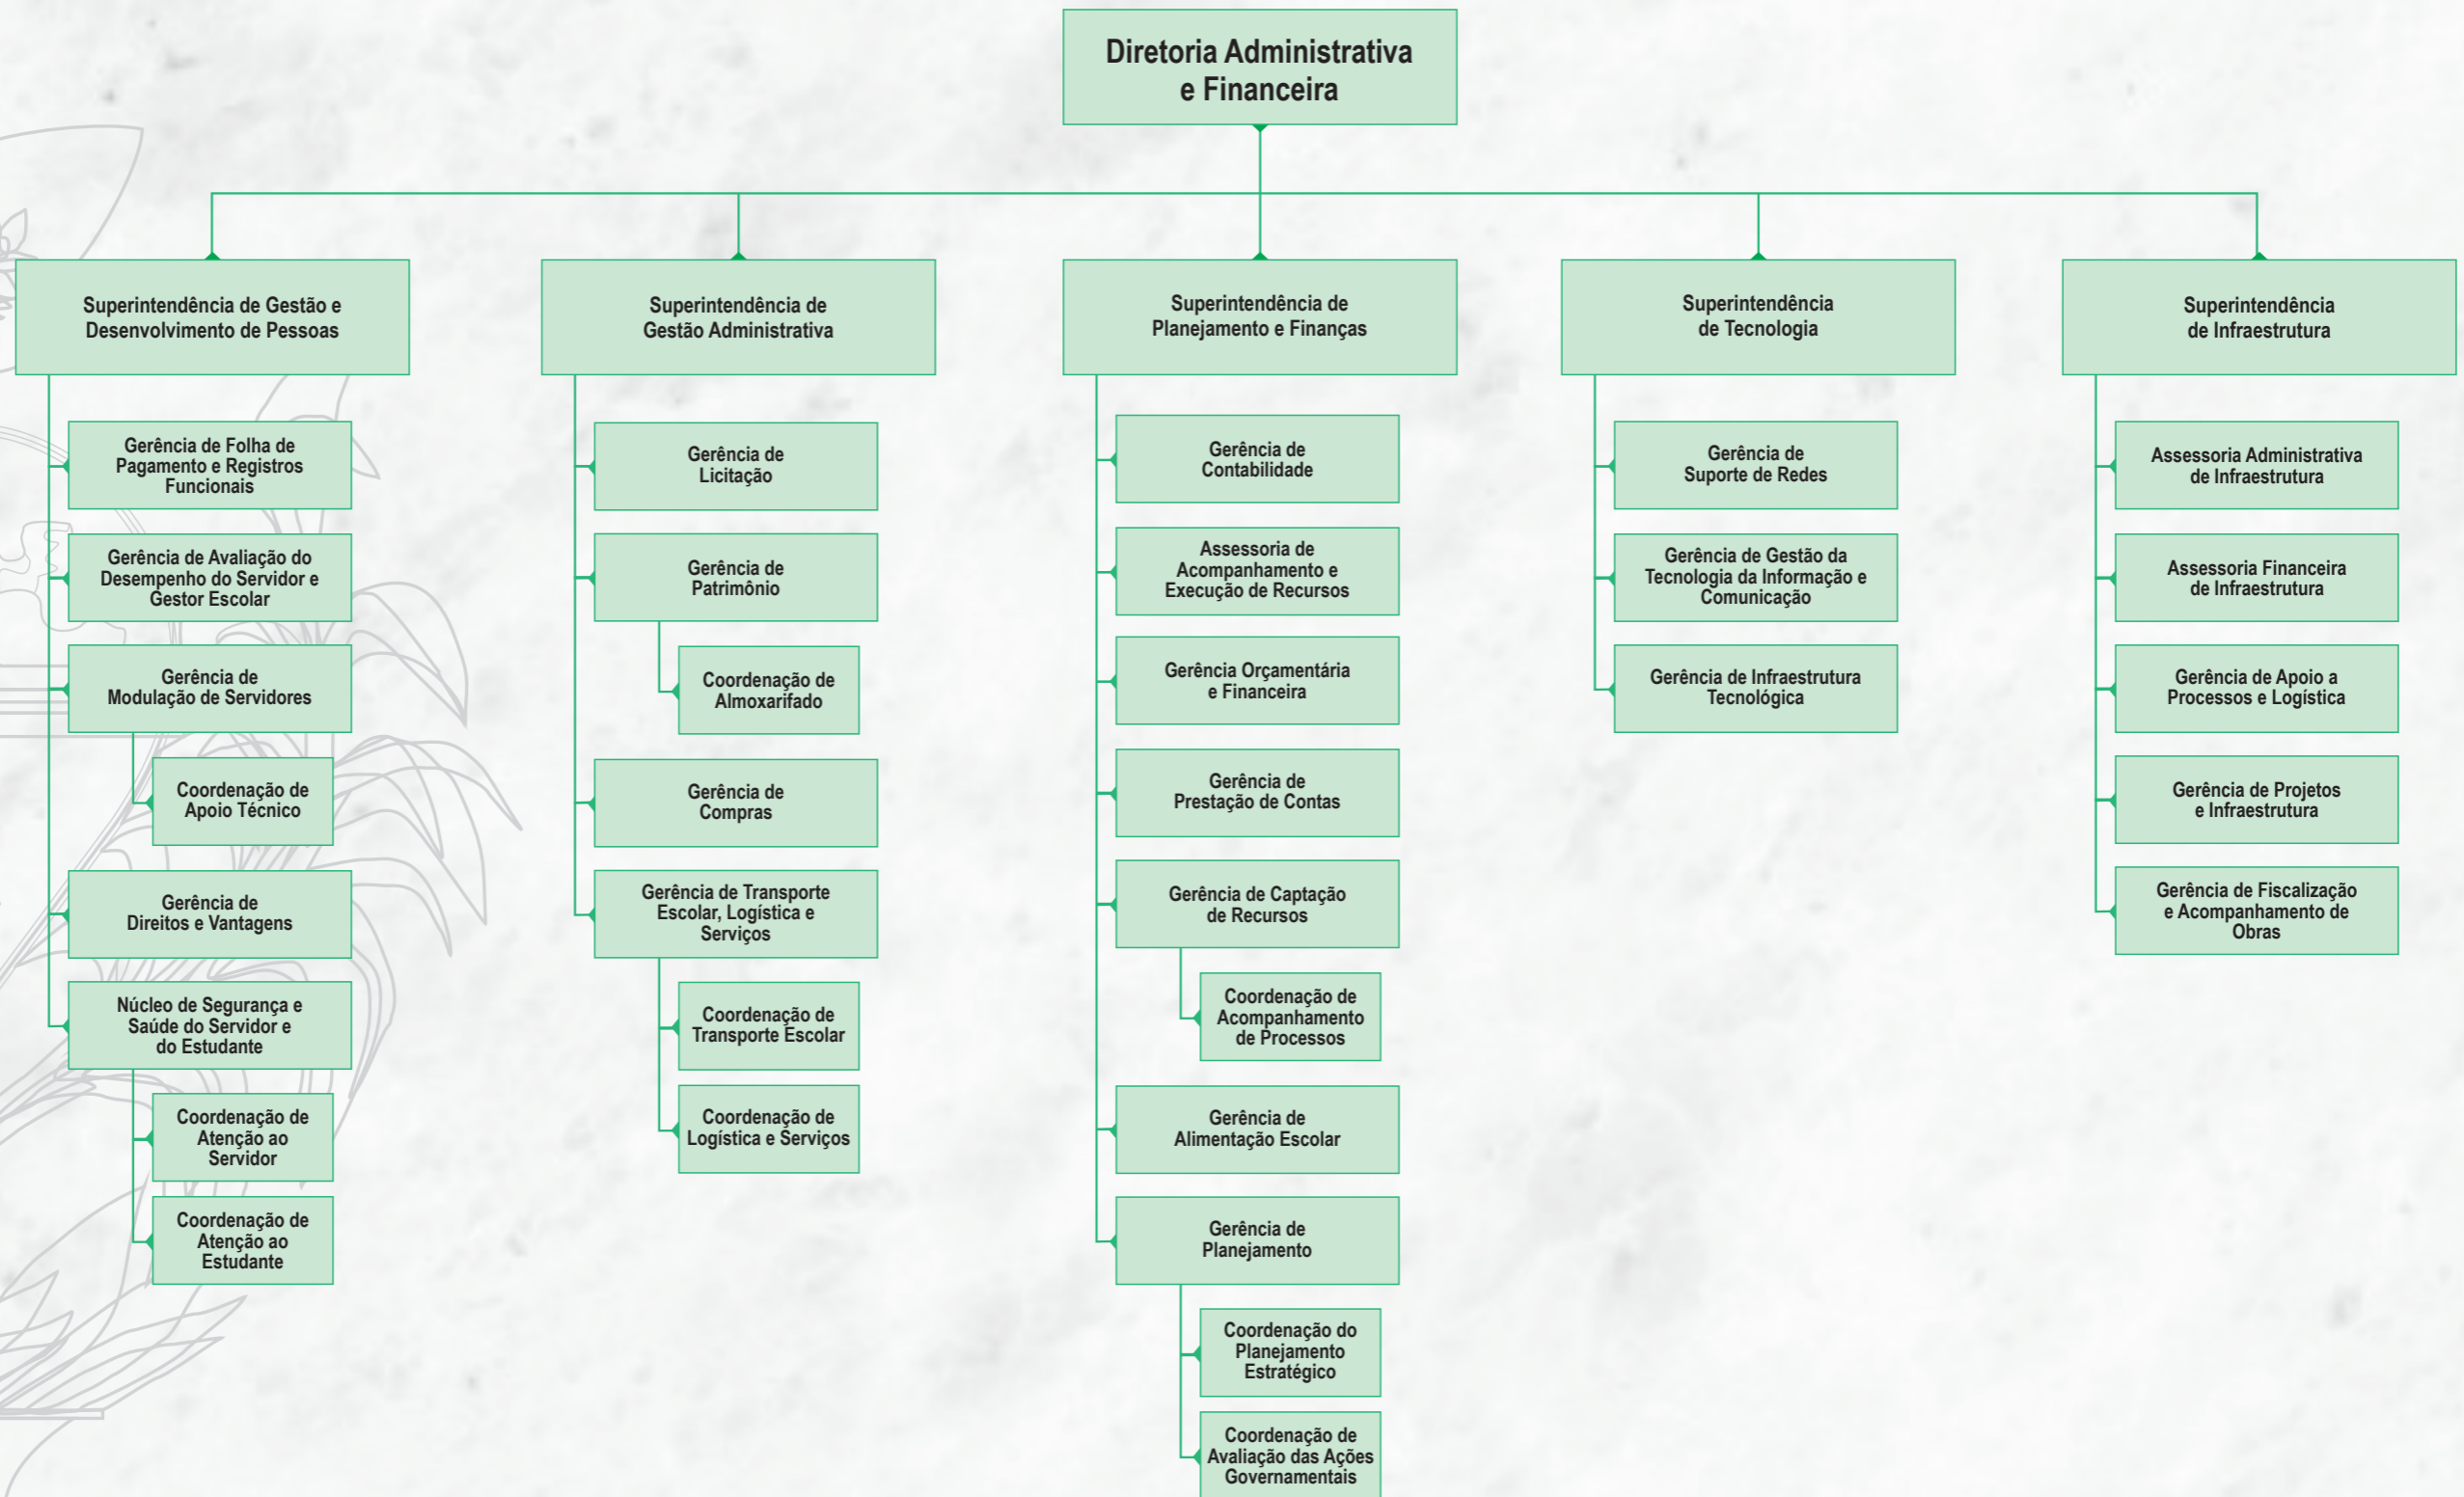 Diretoria Administrativa
e Financeira
Superintendência de Gestão e
Desenvolvimento de Pessoas
Gerência de Folha de
Pagamento e Registros
Funcionais
Gerência de Avaliação do
Desempenho do Servidor e
Gestor Escolar
Gerência de
Modulação de Servidores
Coordenação de
Apoio Técnico
Gerência de
Direitos e Vantagens
Núcleo de Segurança e
Saúde do Servidor e
do Estudante
Coordenação de
Atenção ao
Servidor
Coordenação de
Atenção ao
Estudante
Superintendência de
Gestão Administrativa
Gerência de
Licitação
Gerência de
Patrimônio
Coordenação de
Almoxarifado
Gerência de
Compras
Gerência de Transporte
Escolar, Logística e
Serviços
Coordenação de
Transporte Escolar
Coordenação de
Logística e Serviços
Superintendência de
Planejamento e Finanças
Gerência de
Contabilidade
Assessoria de
Acompanhamento e
Execução de Recursos
Gerência Orçamentária
e Financeira
Gerência de
Prestação de Contas
Gerência de Captação
de Recursos
Coordenação de
Acompanhamento
de Processos
Gerência de
Alimentação Escolar
Gerência de
Planejamento
Coordenação do
Planejamento
Estratégico
Coordenação de
Avaliação das Ações
Governamentais
Superintendência
de Tecnologia
Gerência de
Suporte de Redes
Gerência de Gestão da
Tecnologia da Informação e
Comunicação
Gerência de Infraestrutura
Tecnológica
Superintendência
de Infraestrutura
Assessoria Administrativa
de Infraestrutura
Assessoria Financeira
de Infraestrutura
Gerência de Apoio a
Processos e Logística
Gerência de Projetos
e Infraestrutura
Gerência de Fiscalização
e Acompanhamento de
Obras